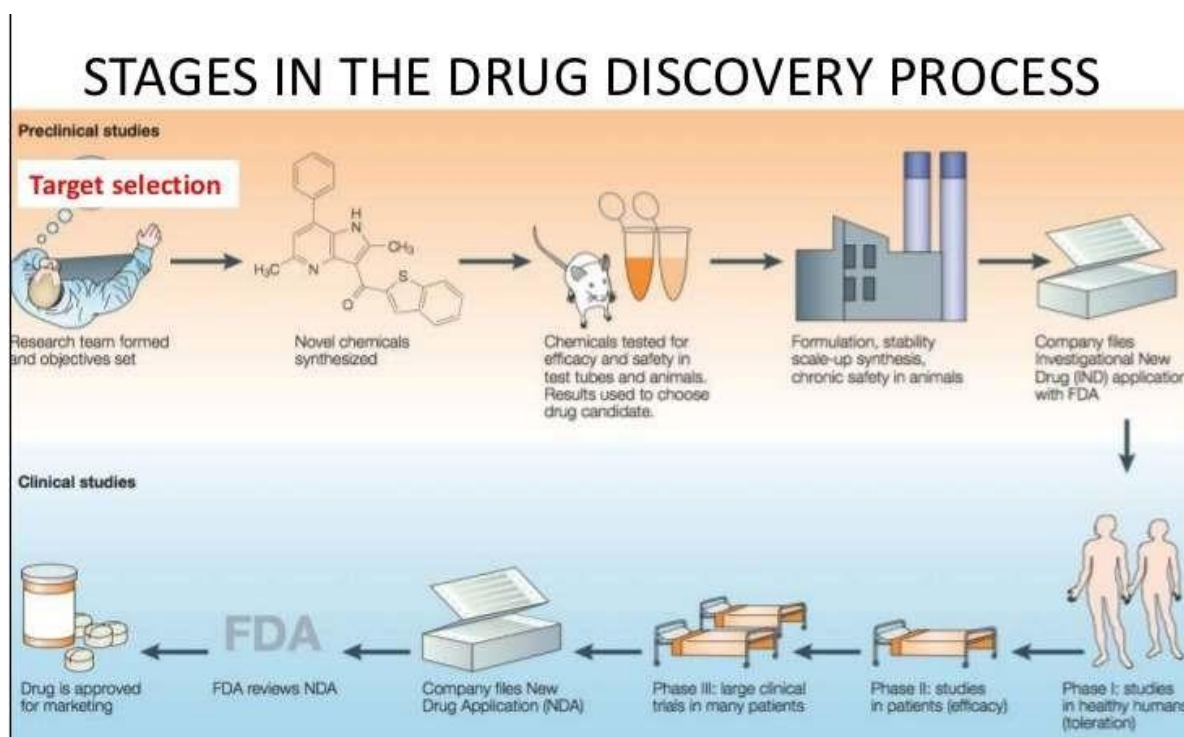 STAGES IN THE DRUG DISCOVERY PROCESS
Preclinical studies
Target selection
Research team formed
and objectives set
H
N
CH₃
H₃C
N
S
O
Novel chemicals
synthesized
Chemicals tested for
efficacy and safety in
test tubes and animals.
Results used to choose
drug candidate.
Formulation, stability
scale-up synthesis,
chronic safety in animals
Company files
Investigational New
Drug (IND) application
with FDA
Clinical studies
Phase I: studies
in healthy humans
(toleration)
Phase II: studies
in patients (efficacy)
Phase III: large clinical
trials in many patients
Company files New
Drug Application (NDA)
FDA
FDA reviews NDA
Drug is approved
for marketing